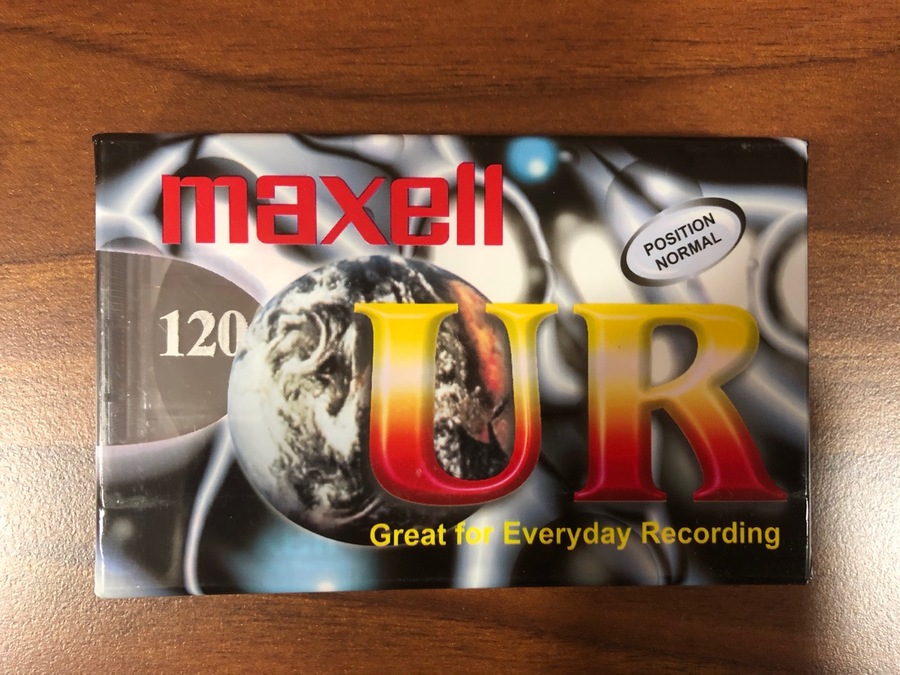 maxell
POSITION
NORMAL
120
UR
Great for Everyday Recording